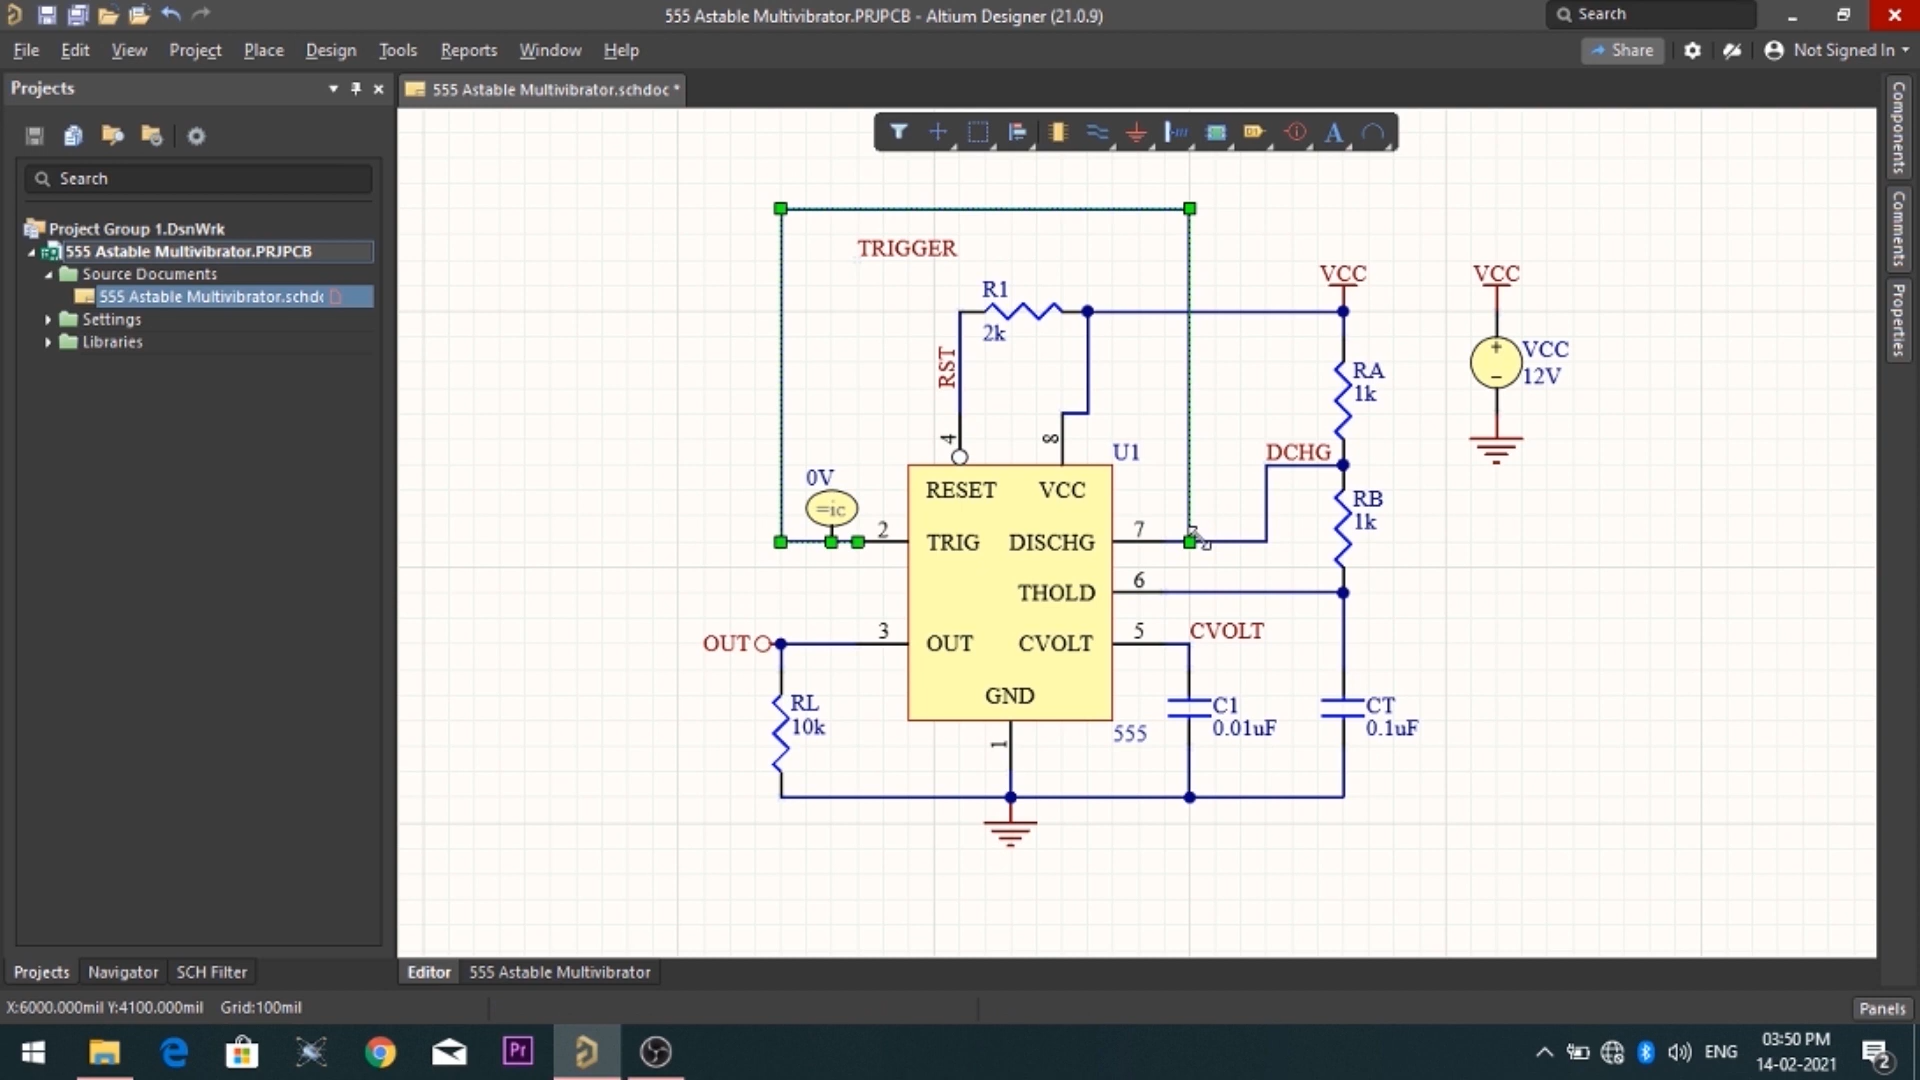 555 Astable Multivibrator.PRJPCB - Altium Designer (21.0.9)
Search
File Edit View Project Place Design Tools Reports Window Help
Share
Not Signed In
Projects
555 Astable Multivibrator.schdoc *
Search
Project Group 1.DsnWrk
555 Astable Multivibrator.PRJPCB
Source Documents
555 Astable Multivibrator.schdc
Settings
Libraries
Components
Comments
Properties
TRIGGER
R1
2k
RST
4
8
U1
VCC
VCC
VCC
12V
RA
1k
DCHG
RB
1k
0V
=ic
2
7
6
3
5
1
RESET VCC
TRIG DISCHG
THOLD
OUT CVOLT
GND
555
OUT
CVOLT
RL
10k
C1
0.01uF
CT
0.1uF
Projects Navigator SCH Filter
Editor 555 Astable Multivibrator
X:6000.000mil Y:4100.000mil Grid:100mil
Panels
Pr
ENG
03:50 PM
14-02-2021
2